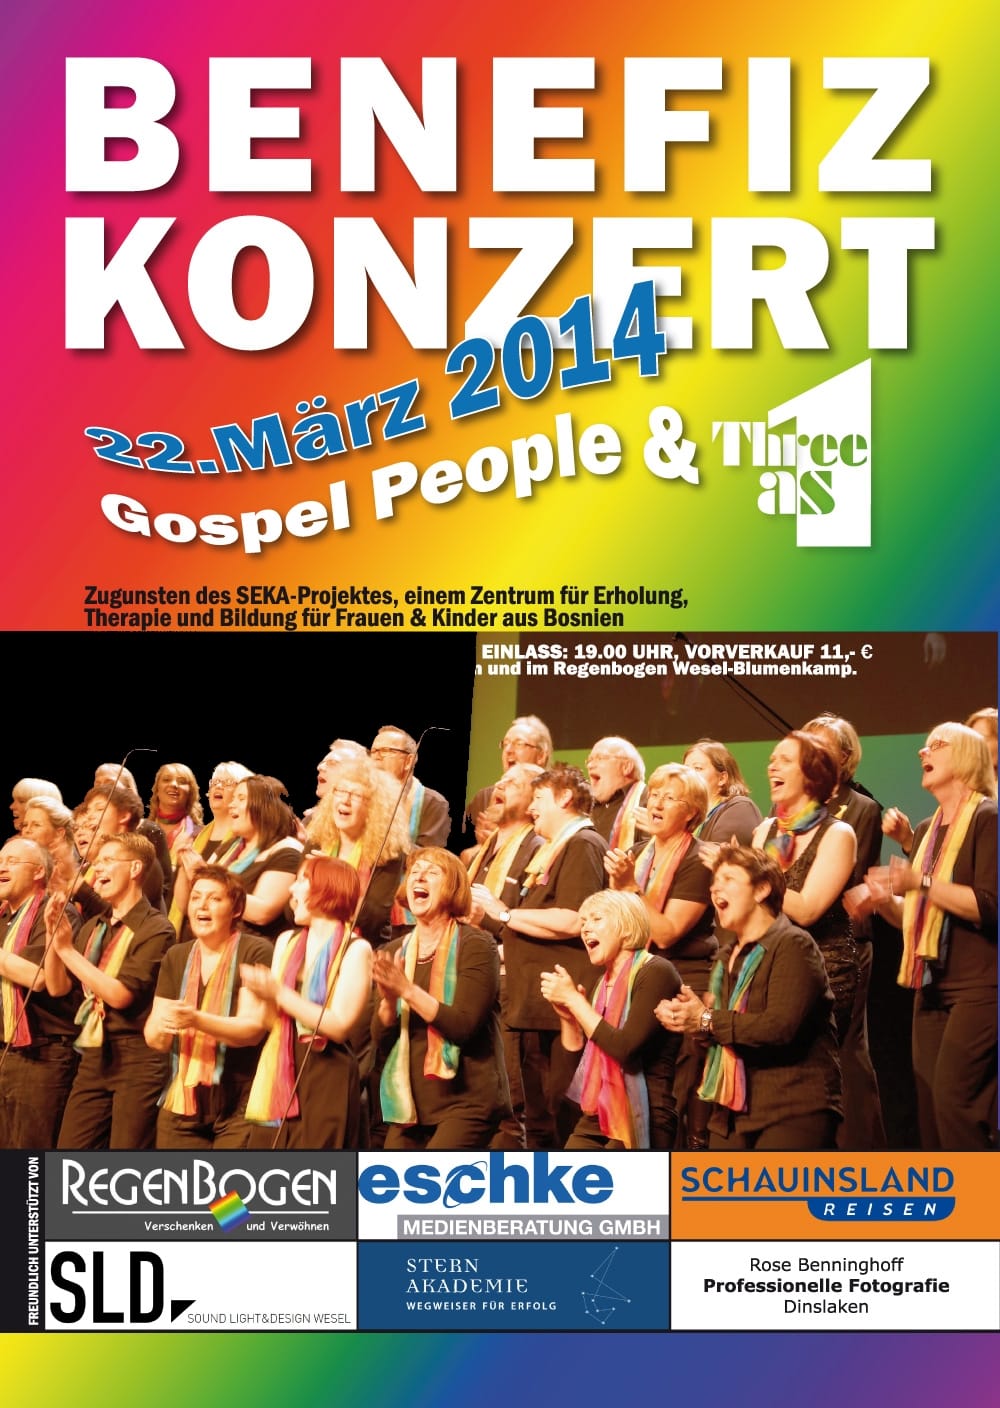 BENEFIZ
KONZERT
22.März 2014
Gospel People & Three as 1
Zugunsten des SEKA-Projektes, einem Zentrum für Erholung,
Therapie und Bildung für Frauen & Kinder aus Bosnien
EINLASS: 19.00 UHR, VORVERKAUF 11,- €
und im Regenbogen Wesel-Blumenkamp.
FREUNDLICH UNTERSTÜTZT VON
REGENBOGEN
Verschenken und Verwöhnen
eschke
MEDIENBERATUNG GMBH
SCHAUINSLAND
REISEN
SLD
SOUND LIGHT&DESIGN WESEL
STERN
AKADEMIE
WEGWEISER FÜR ERFOLG
Rose Benninghoff
Professionelle Fotografie
Dinslaken